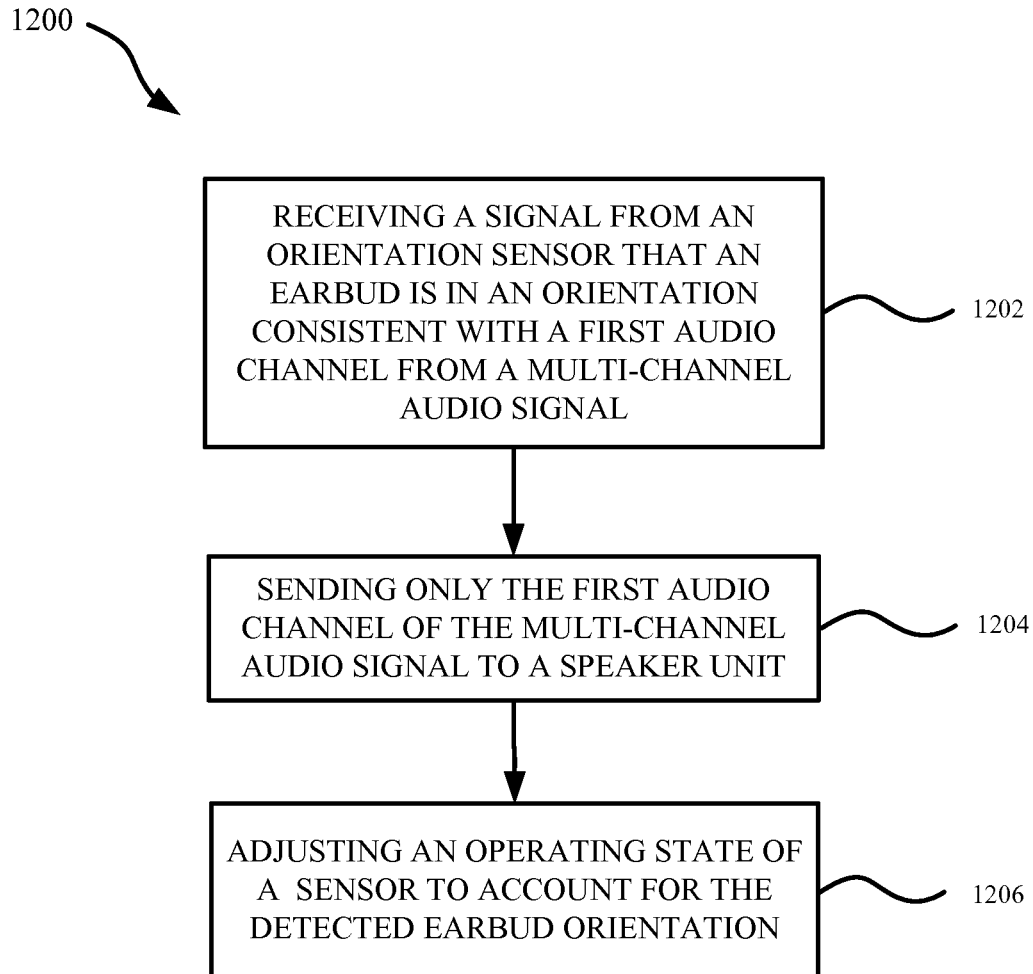 1200
RECEIVING A SIGNAL FROM AN
ORIENTATION SENSOR THAT AN
EARBUD IS IN AN ORIENTATION
CONSISTENT WITH A FIRST AUDIO
CHANNEL FROM A MULTI-CHANNEL
AUDIO SIGNAL
1202
SENDING ONLY THE FIRST AUDIO
CHANNEL OF THE MULTI-CHANNEL
AUDIO SIGNAL TO A SPEAKER UNIT
1204
ADJUSTING AN OPERATING STATE OF
A SENSOR TO ACCOUNT FOR THE
DETECTED EARBUD ORIENTATION
1206